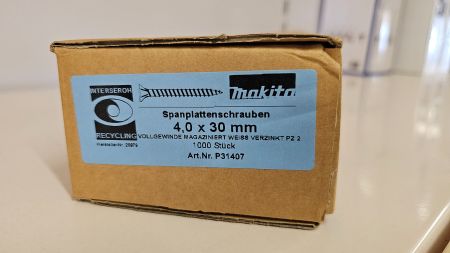 INTERSEROH
RECYCLING
Makita
Spanplattenschrauben
4,0 x 30 mm
VOLLGEWINDE MAGAZINIERT WEISS VERZINKT PZ 2
1000 Stück
Art.Nr. P31407